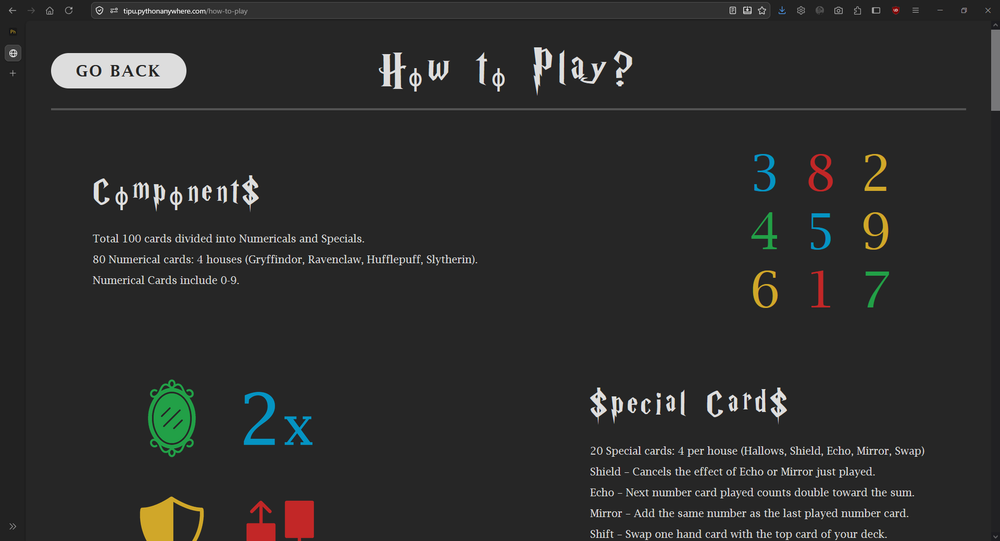 tipu.pythonanywhere.com/how-to-play
Ph
UD
GO BACK
How to Play?
Component$
Total 100 cards divided into Numericals and Specials.
80 Numerical cards: 4 houses (Gryffindor, Ravenclaw, Hufflepuff, Slytherin).
Numerical Cards include 0-9.
3 8 2
4 5 9
6 1 7
2x
$pecial Card$
20 Special cards: 4 per house (Hallows, Shield, Echo, Mirror, Swap)
Shield – Cancels the effect of Echo or Mirror just played.
Echo – Next number card played counts double toward the sum.
Mirror – Add the same number as the last played number card.
Shift – Swap one hand card with the top card of your deck.